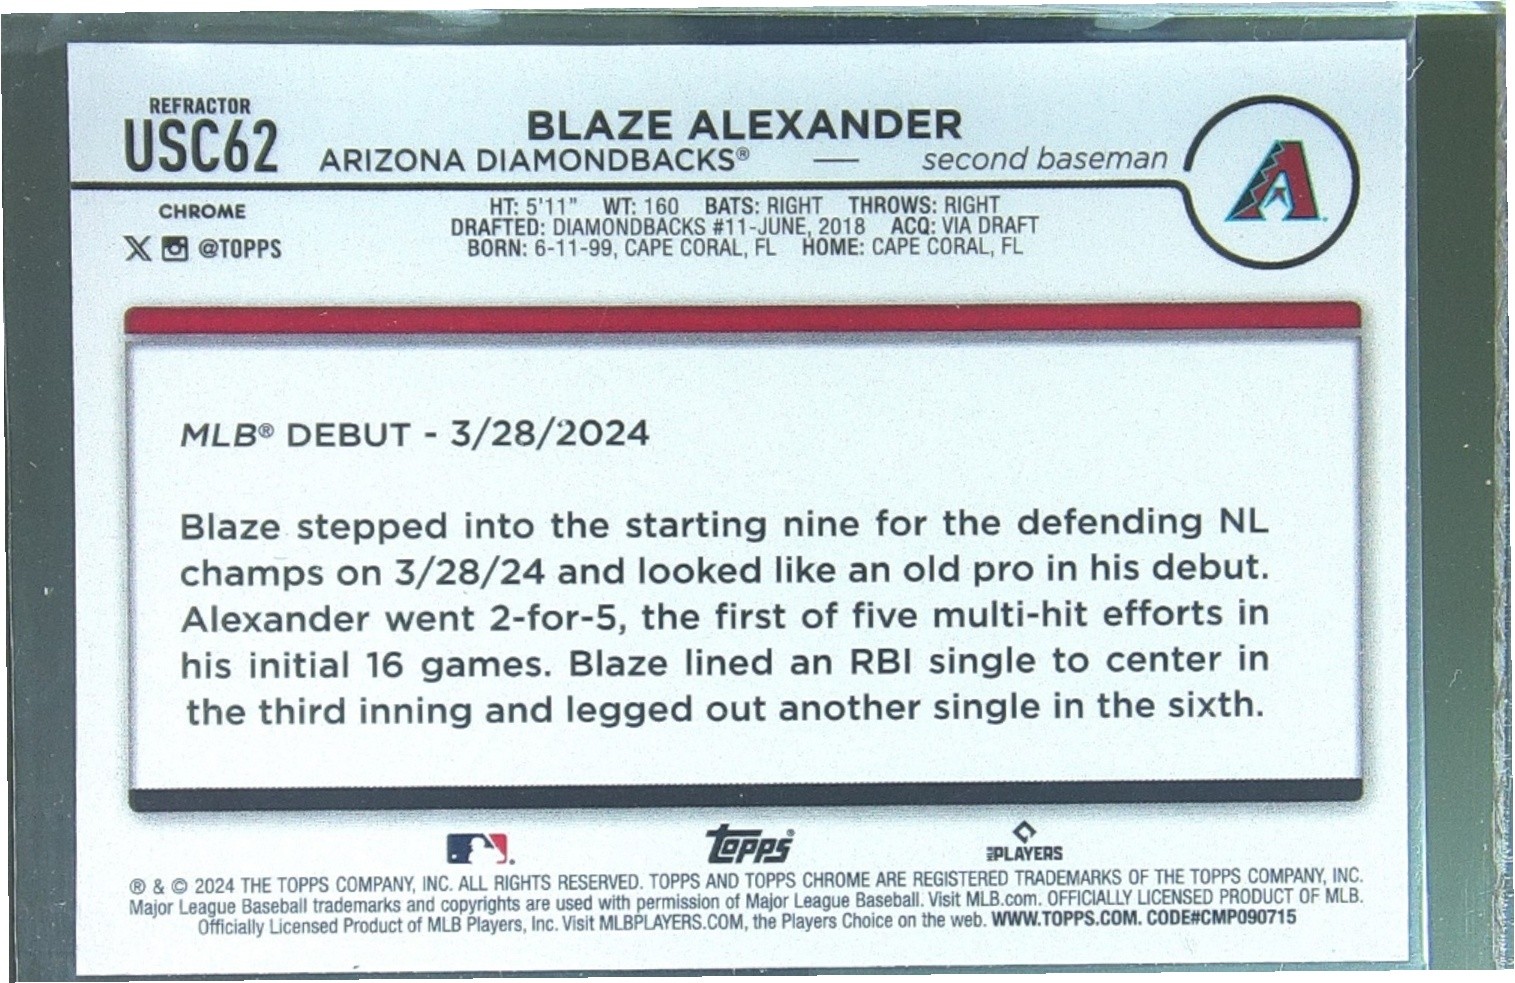 REFRACTOR
USC62
BLAZE ALEXANDER
ARIZONA DIAMONDBACKS® — second baseman
CHROME
@TOPPS
HT: 5'11" WT: 160 BATS: RIGHT THROWS: RIGHT
DRAFTED: DIAMONDBACKS #11-JUNE, 2018 ACQ: VIA DRAFT
BORN: 6-11-99, CAPE CORAL, FL HOME: CAPE CORAL, FL
MLB® DEBUT - 3/28/2024
Blaze stepped into the starting nine for the defending NL
champs on 3/28/24 and looked like an old pro in his debut.
Alexander went 2-for-5, the first of five multi-hit efforts in
his initial 16 games. Blaze lined an RBI single to center in
the third inning and legged out another single in the sixth.
topps®
PLAYERS
® & © 2024 THE TOPPS COMPANY, INC. ALL RIGHTS RESERVED. TOPPS AND TOPPS CHROME ARE REGISTERED TRADEMARKS OF THE TOPPS COMPANY, INC.
Major League Baseball trademarks and copyrights are used with permission of Major League Baseball. Visit MLB.com. OFFICIALLY LICENSED PRODUCT OF MLB.
Officially Licensed Product of MLB Players, Inc. Visit MLBPLAYERS.COM, the Players Choice on the web. WWW.TOPPS.COM. CODE#CMP090715